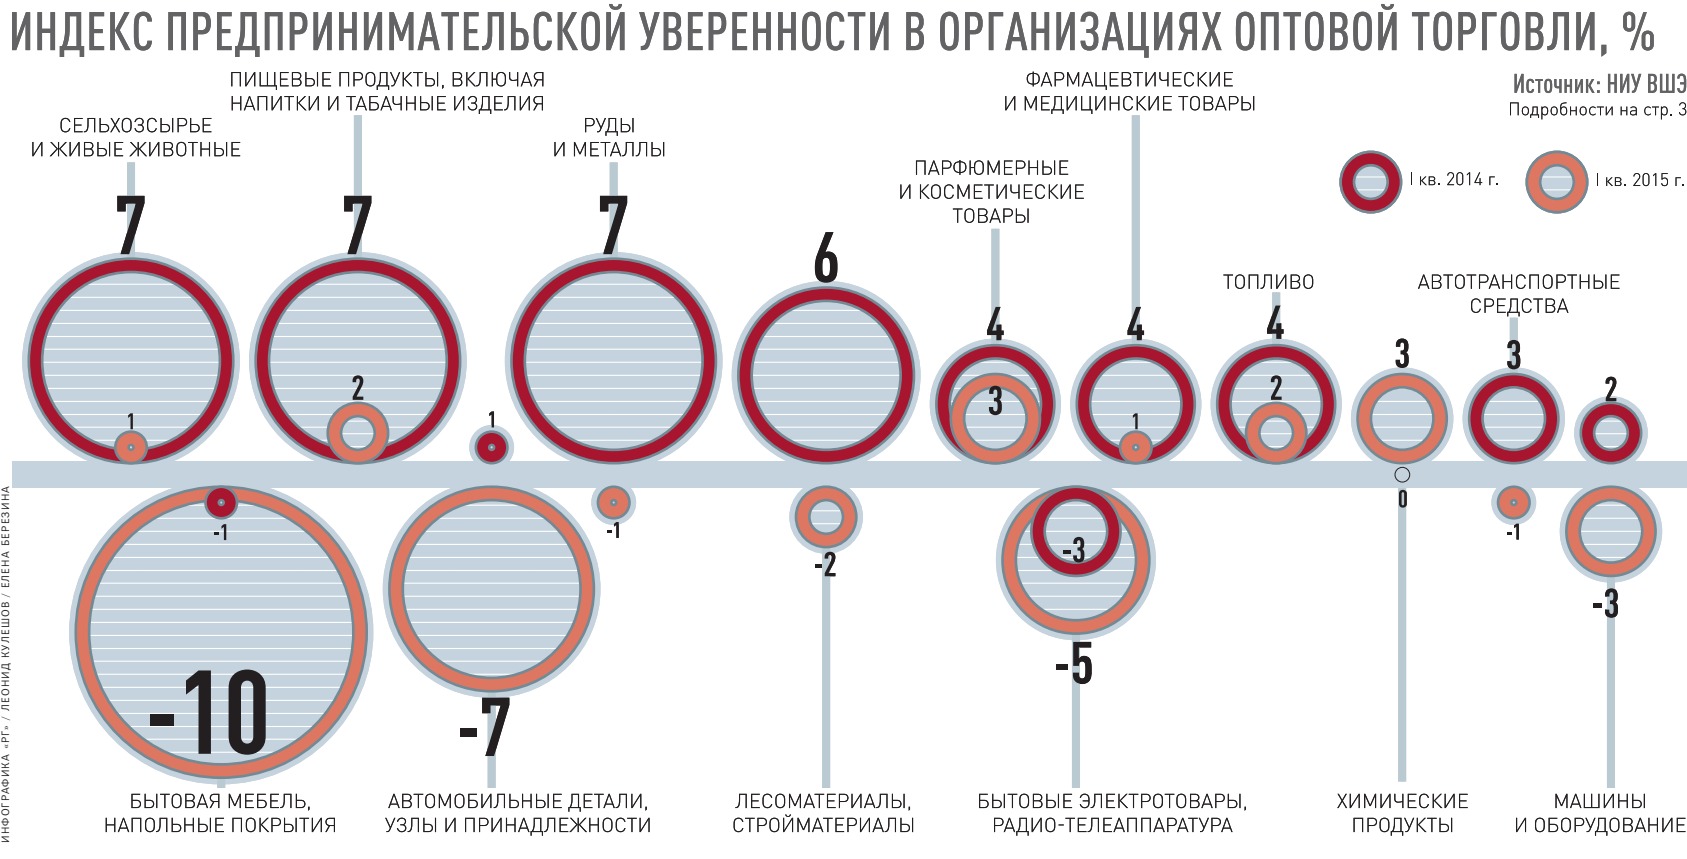 ИНДЕКС ПРЕДПРИНИМАТЕЛЬСКОЙ УВЕРЕННОСТИ В ОРГАНИЗАЦИЯХ ОПТОВОЙ ТОРГОВЛИ, %
Источник: НИУ ВШЭ
Подробности на стр. 3
I кв. 2014 г.
I кв. 2015 г.
СЕЛЬХОЗСЫРЬЕ
И ЖИВЫЕ ЖИВОТНЫЕ
7
1
ПИЩЕВЫЕ ПРОДУКТЫ, ВКЛЮЧАЯ
НАПИТКИ И ТАБАЧНЫЕ ИЗДЕЛИЯ
7
2
РУДЫ
И МЕТАЛЛЫ
7
-1
6
-2
ЛЕСОМАТЕРИАЛЫ,
СТРОЙМАТЕРИАЛЫ
ПАРФЮМЕРНЫЕ
И КОСМЕТИЧЕСКИЕ
ТОВАРЫ
4
3
ФАРМАЦЕВТИЧЕСКИЕ
И МЕДИЦИНСКИЕ ТОВАРЫ
4
1
ТОПЛИВО
4
2
3
0
ХИМИЧЕСКИЕ
ПРОДУКТЫ
АВТОТРАНСПОРТНЫЕ
СРЕДСТВА
3
-1
2
-3
МАШИНЫ
И ОБОРУДОВАНИЕ
-1
-10
БЫТОВАЯ МЕБЕЛЬ,
НАПОЛЬНЫЕ ПОКРЫТИЯ
1
-7
АВТОМОБИЛЬНЫЕ ДЕТАЛИ,
УЗЛЫ И ПРИНАДЛЕЖНОСТИ
-3
-5
БЫТОВЫЕ ЭЛЕКТРОТОВАРЫ,
РАДИО-ТЕЛЕАППАРАТУРА
ИНФОГРАФИКА «РГ» / ЛЕОНИД КУЛЕШОВ / ЕЛЕНА БЕРЕЗИНА